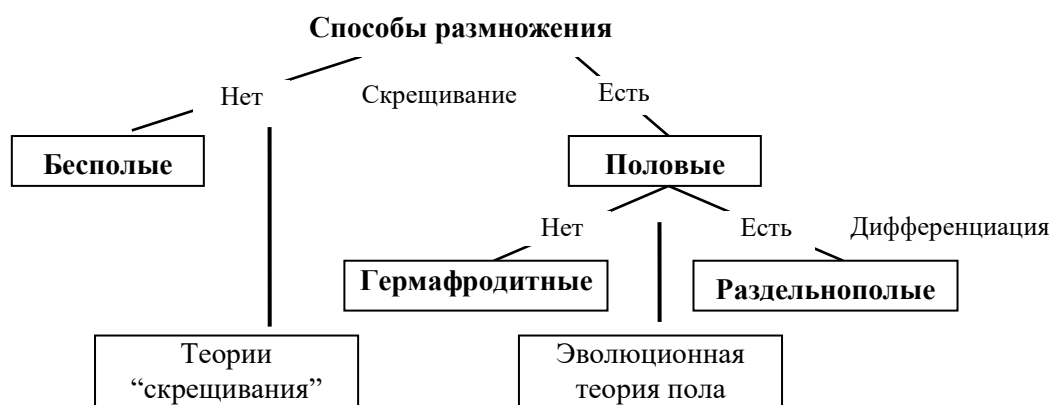 Способы размножения
Нет Скрещивание Есть
Бесполые Половые
Нет Есть Дифференциация
Гермафродитные Раздельнополые
Теории
“скрещивания”
Эволюционная
теория пола